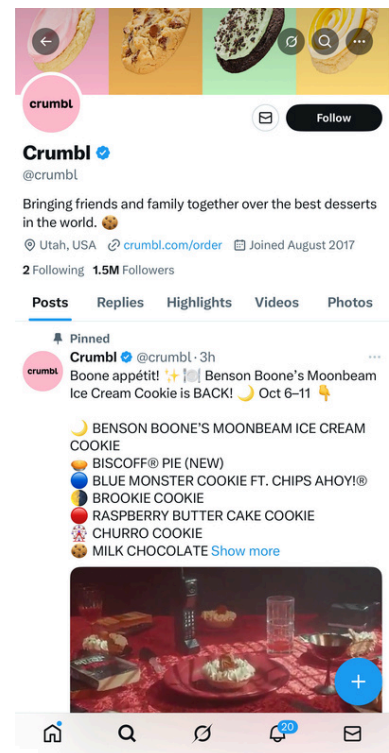 crumbl
Follow
Crumbl
@crumbl
Bringing friends and family together over the best desserts
in the world. 🍪
Utah, USA crumbl.com/order Joined August 2017
2 Following 1.5M Followers
Posts Replies Highlights Videos Photos
Pinned
crumbl
Crumbl @crumbl · 3h
Boone appétit! ✨🍽️ Benson Boone's Moonbeam
Ice Cream Cookie is BACK! 🌙 Oct 6–11 👇
🌙 BENSON BOONE'S MOONBEAM ICE CREAM
COOKIE
🥧 BISCOFF® PIE (NEW)
🔵 BLUE MONSTER COOKIE FT. CHIPS AHOY!®
🌗 BROOKIE COOKIE
🔴 RASPBERRY BUTTER CAKE COOKIE
🎡 CHURRO COOKIE
🍪 MILK CHOCOLATE Show more
20